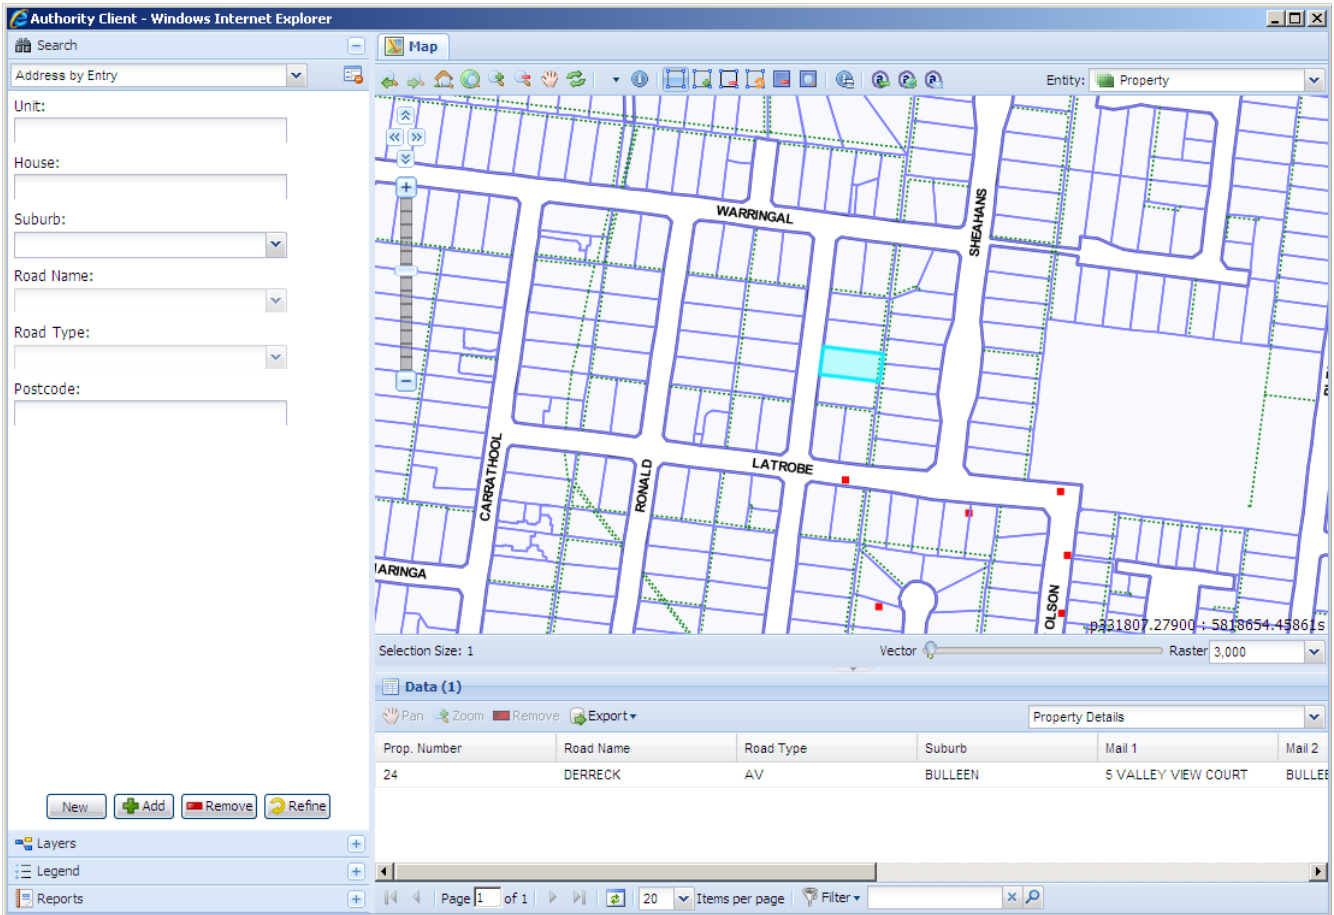 Authority Client - Windows Internet Explorer
Search
Address by Entry
Unit:
House:
Suburb:
Road Name:
Road Type:
Postcode:
New Add Remove Refine
Layers
Legend
Reports
Map
Entity: Property
WARRINGAL
SHEAHANS
CARRATHOOL
RONALD
LATROBE
ARINGA
OLSON
p331807.27900 : 5818654.45861s
Selection Size: 1 Vector Raster 3,000
Data (1)
Pan Zoom Remove Export Property Details
Prop. Number Road Name Road Type Suburb Mail 1 Mail 2
24 DERRECK AV BULLEEN 5 VALLEY VIEW COURT BULLEE
Page 1 of 1 20 Items per page Filter